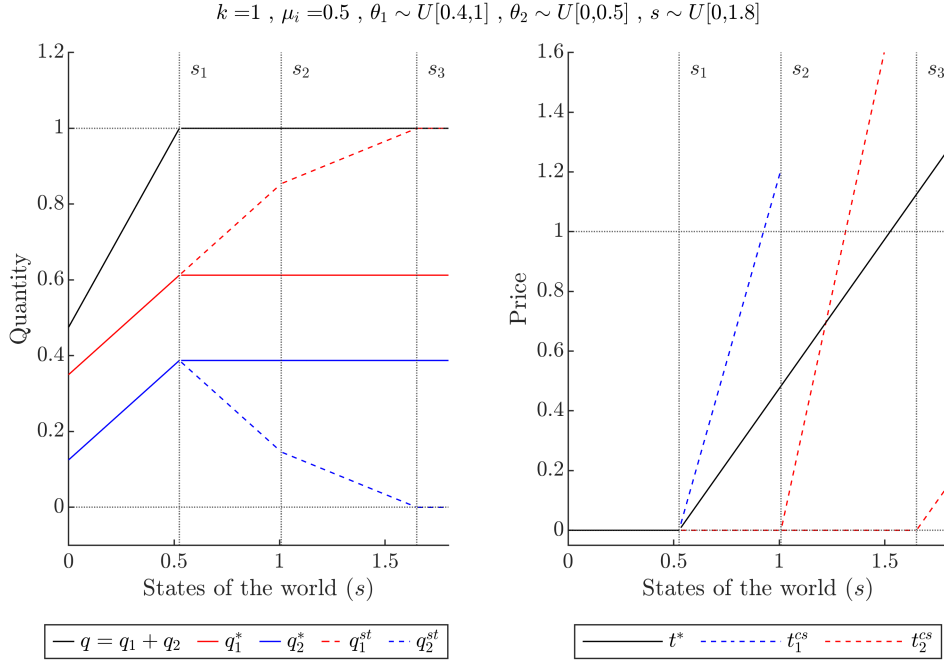 k =1 , μ_i =0.5 , θ_1 ∼ U[0.4,1] , θ_2 ∼ U[0,0.5] , s ∼ U[0,1.8]
1.2
1
0.8
0.6
0.4
0.2
0
Quantity
s_1
s_2
s_3
0
0.5
1
1.5
States of the world (s)
q = q_1 + q_2
q_1^*
q_2^*
q_1^{st}
q_2^{st}
1.6
1.4
1.2
1
0.8
0.6
0.4
0.2
0
Price
s_1
s_2
s_3
0
0.5
1
1.5
States of the world (s)
t^*
t_1^{cs}
t_2^{cs}